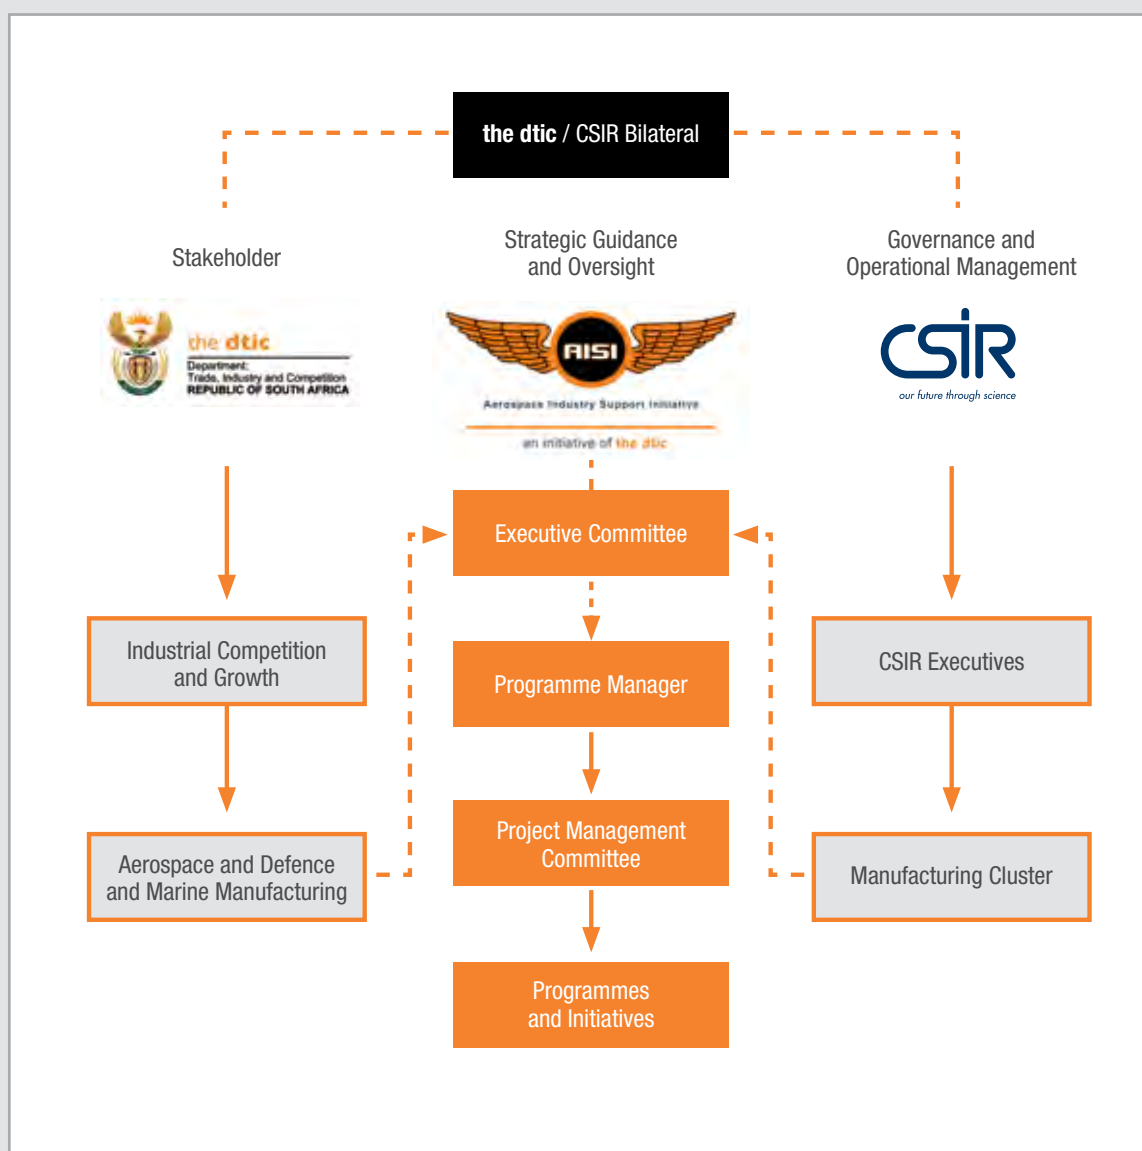 the dtic / CSIR Bilateral
Stakeholder
Strategic Guidance
and Oversight
Governance and
Operational Management
the dtic
Department:
Trade, Industry and Competition
REPUBLIC OF SOUTH AFRICA
AISI
Aerospace Industry Support Initiative
an initiative of the dtic
CSIR
our future through science
Executive Committee
Industrial Competition
and Growth
Programme Manager
CSIR Executives
Aerospace and Defence
and Marine Manufacturing
Project Management
Committee
Manufacturing Cluster
Programmes
and Initiatives